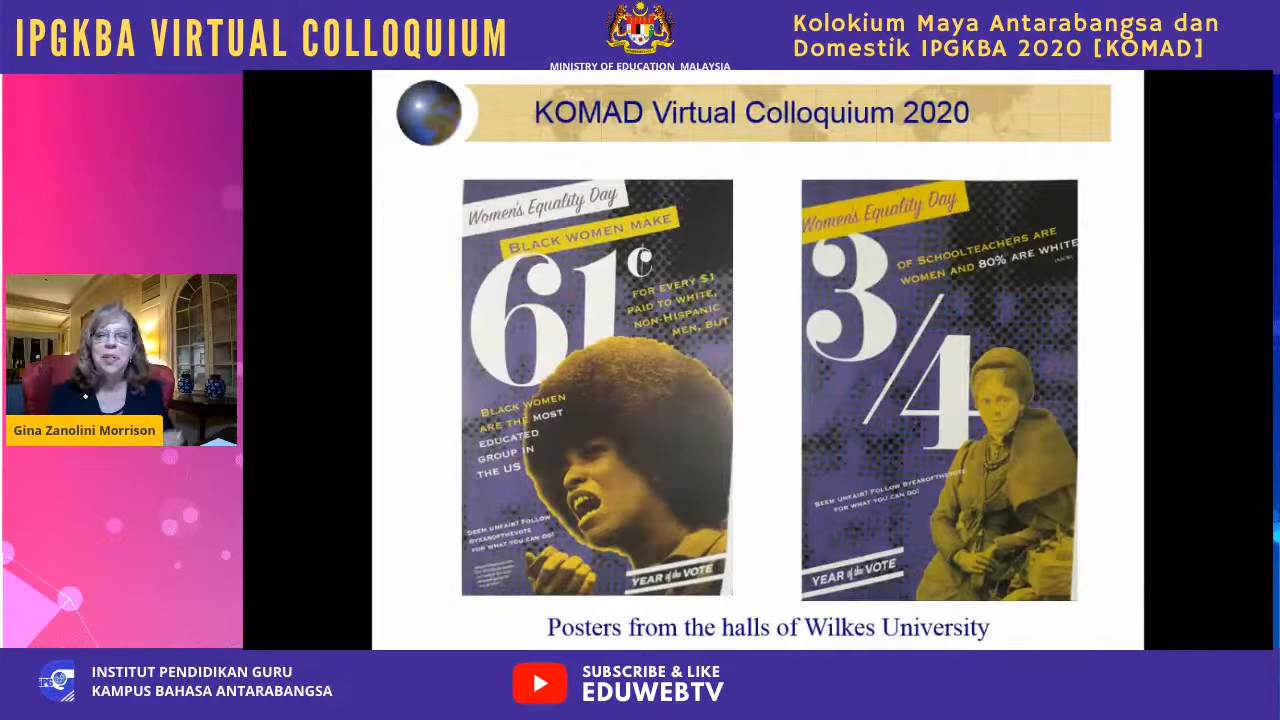 IPGKBA VIRTUAL COLLOQUIUM
MINISTRY OF EDUCATION MALAYSIA
Kolokium Maya Antarabangsa dan
Domestik IPGKBA 2020 [KOMAD]
KOMAD Virtual Colloquium 2020
Women's Equality Day
BLACK WOMEN MAKE
61¢
FOR EVERY $1
PAID TO WHITE,
NON-HISPANIC
MEN, BUT
BLACK WOMEN
ARE THE MOST
EDUCATED
GROUP IN
THE US
SEEM UNFAIR? FOLLOW
@YEAROFTHEVOTE
FOR WHAT YOU CAN DO!
YEAR of the VOTE
Women's Equality Day
3/4
OF SCHOOLTEACHERS ARE
WOMEN AND 80% ARE WHITE
SEEM UNFAIR? FOLLOW @YEAROFTHEVOTE
FOR WHAT YOU CAN DO!
YEAR of the VOTE
Posters from the halls of Wilkes University
Gina Zanolini Morrison
INSTITUT PENDIDIKAN GURU
KAMPUS BAHASA ANTARABANGSA
SUBSCRIBE & LIKE
EDUWEBTV